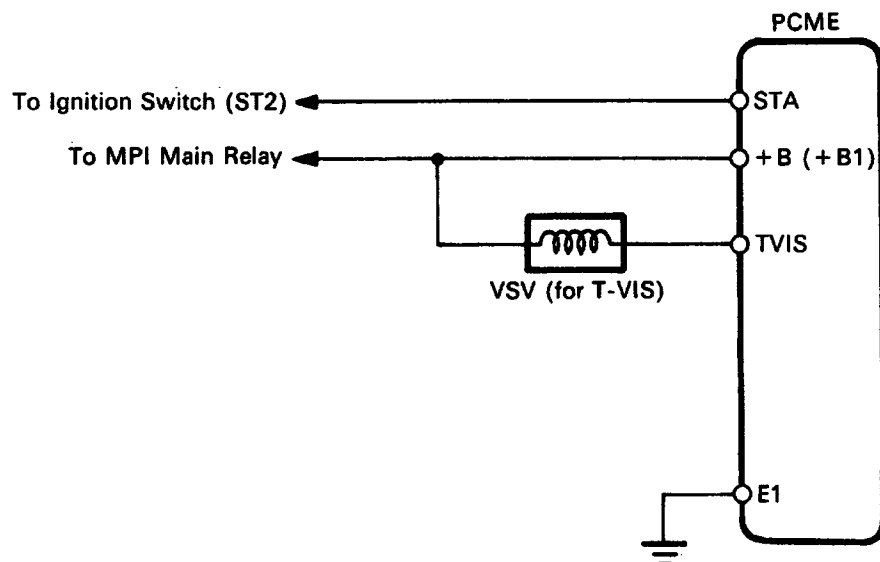 PCME
To Ignition Switch (ST2)
STA
To MPI Main Relay
+B (+B1)
TVIS
VSV (for T-VIS)
E1